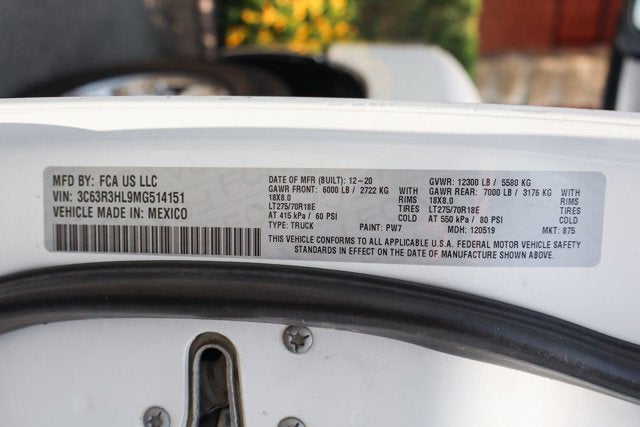 MFD BY: FCA US LLC
VIN: 3C63R3HL9MG514151
VEHICLE MADE IN: MEXICO
DATE OF MFR (BUILT): 12-20
GAWR FRONT: 6000 LB / 2722 KG WITH
18X8.0 RIMS
LT275/70R18E TIRES
AT 415 kPa / 60 PSI COLD
TYPE: TRUCK PAINT: PW7
GVWR: 12300 LB / 5580 KG
GAWR REAR: 7000 LB / 3176 KG WITH
18X8.0 RIMS
LT275/70R18E TIRES
AT 550 kPa / 80 PSI COLD
MDH: 120519 MKT: 875
THIS VEHICLE CONFORMS TO ALL APPLICABLE U.S.A. FEDERAL MOTOR VEHICLE SAFETY
STANDARDS IN EFFECT ON THE DATE OF MANUFACTURE SHOWN ABOVE.